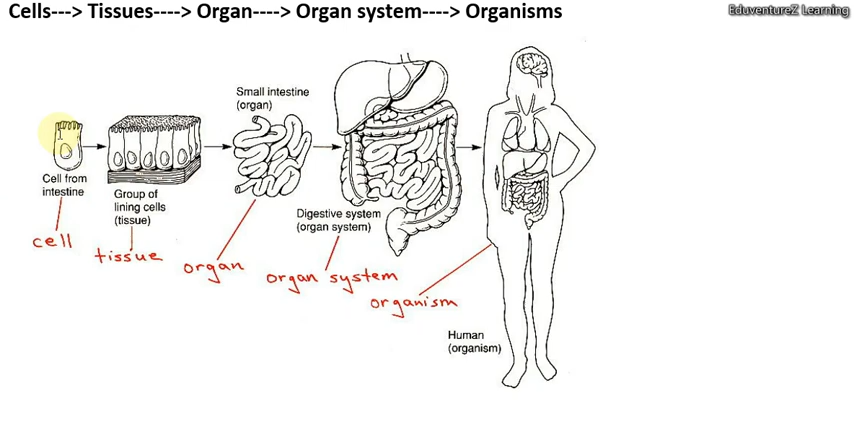 Cells---> Tissues----> Organ----> Organ system----> Organisms
EduventureZ Learning
Small intestine
(organ)
Cell from
intestine
Group of
lining cells
(tissue)
Digestive system
(organ system)
cell
tissue
organ
organ system
organism
Human
(organism)